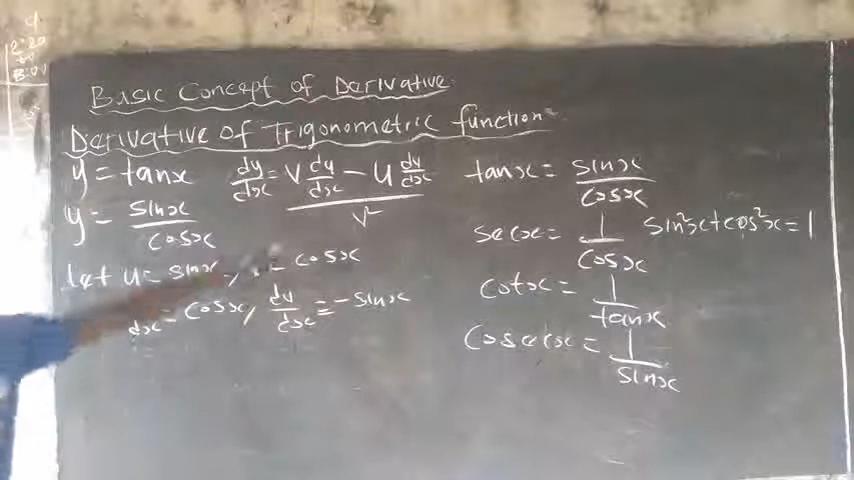 Basic Concept of Derivative
Derivative of Trigonometric function
y = tanx
dy/dx = (V du/dx - U dv/dx) / V²
y = sinx/cosx
let u = sinx, = cosx
dx = cosx, dv/dx = -sinx
tanx = sinx/cosx
secx = 1/cosx
sin²x+cos²x=1
cotx = 1/tanx
Cosecx = 1/sinx